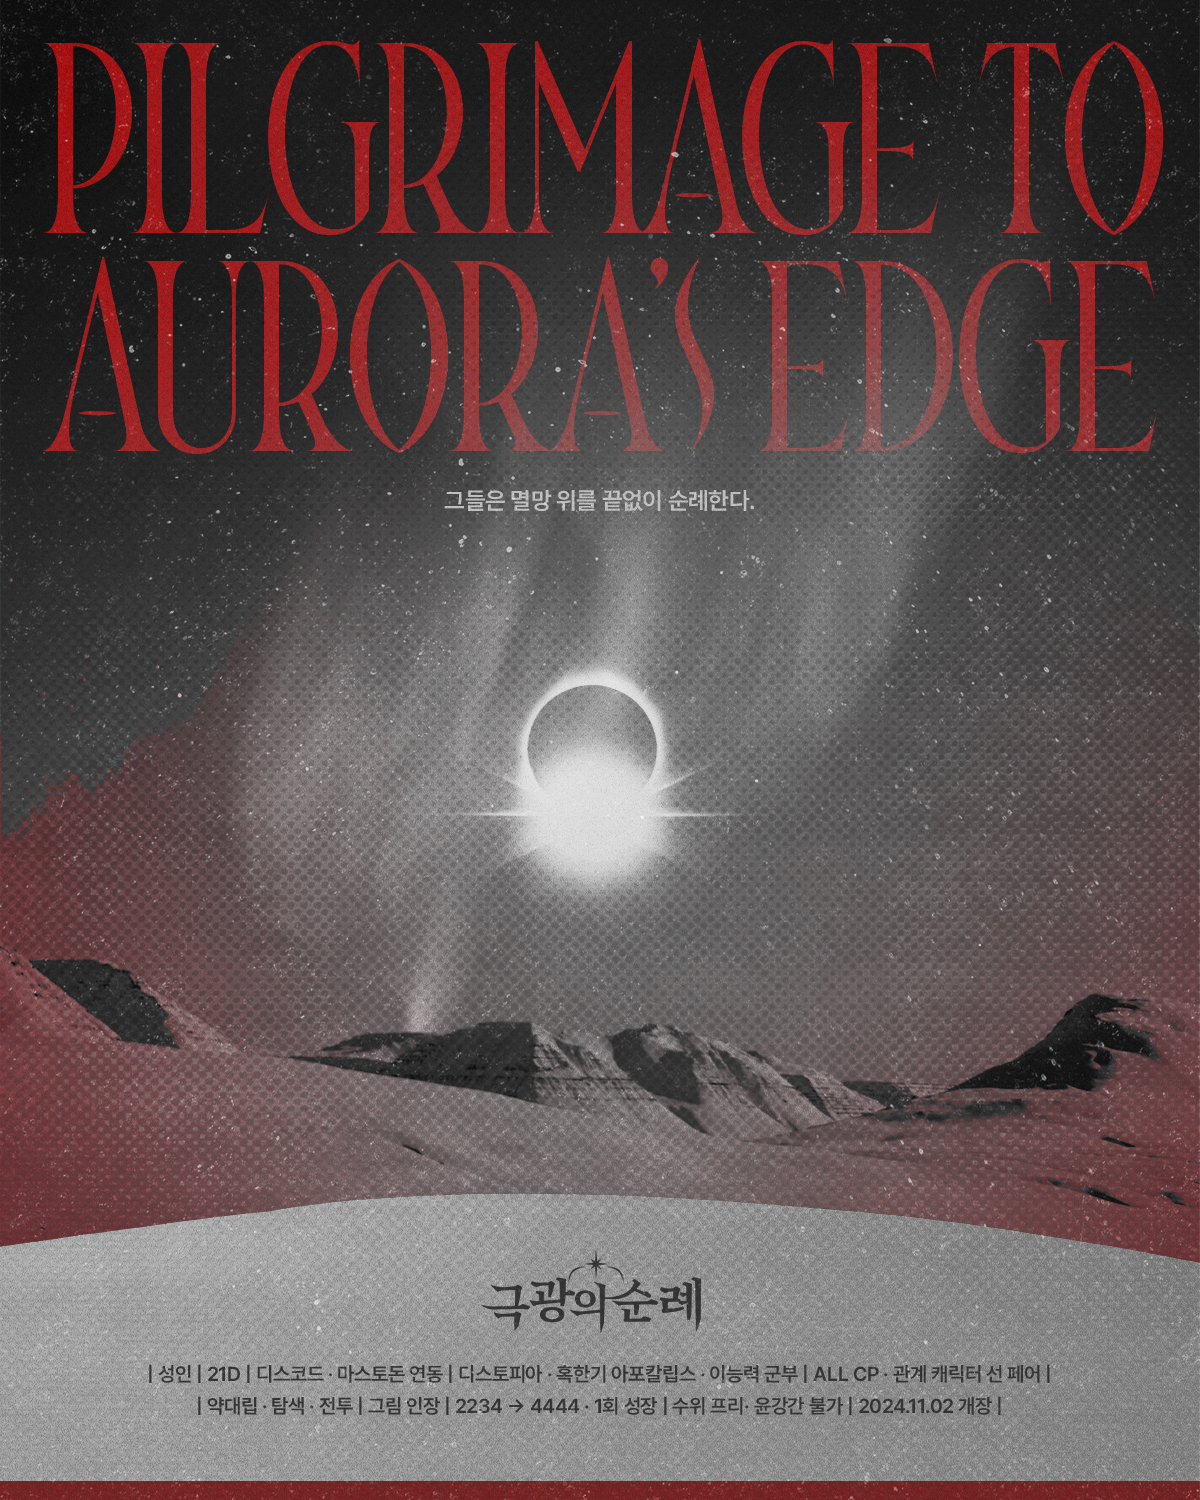 PILGRIMAGE TO
AURORA'S EDGE
그들은 멸망 위를 끝없이 순례한다.
극광의 순례
| 성인 | 21D | 디스코드 · 마스토돈 연동 | 디스토피아 · 혹한기 아포칼립스 · 이능력 군부 | ALL CP · 관계 캐릭터 선 페어 |
| 약대립 · 탐색 · 전투 | 그림 인장 | 2234 → 4444 · 1회 성장 | 수위 프리· 윤강간 불가 | 2024.11.02 개장 |